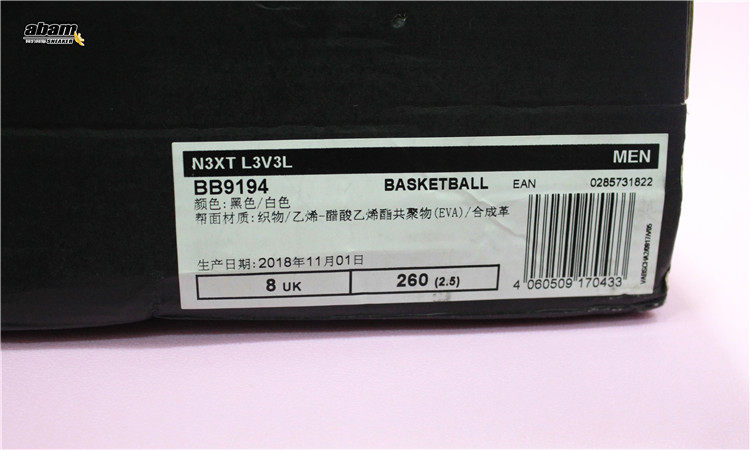 abam
SNEAKER
N3XT L3V3L MEN
BB9194 BASKETBALL EAN 0285731822
颜色:黑色/白色
帮面材质:织物/乙烯-醋酸乙烯酯共聚物(EVA)/合成革
生产日期:2018年11月01日
8 UK 260 (2.5)
4 060509 170433